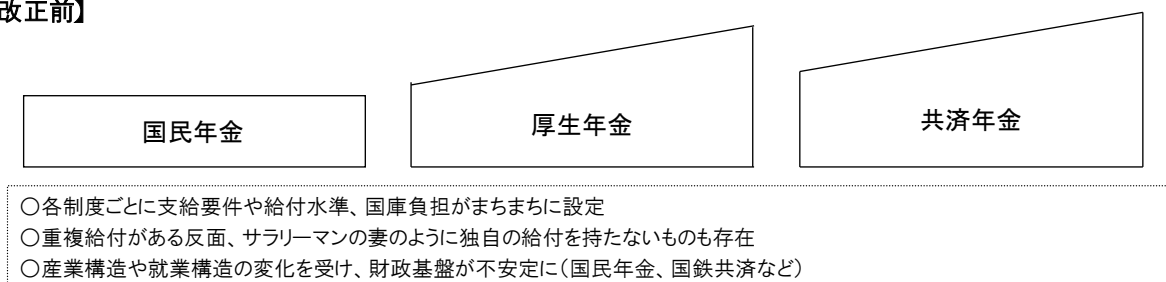 改正前】
国民年金
厚生年金
共済年金
○各制度ごとに支給要件や給付水準、国庫負担がまちまちに設定
○重複給付がある反面、サラリーマンの妻のように独自の給付を持たないものも存在
○産業構造や就業構造の変化を受け、財政基盤が不安定に(国民年金、国鉄共済など)